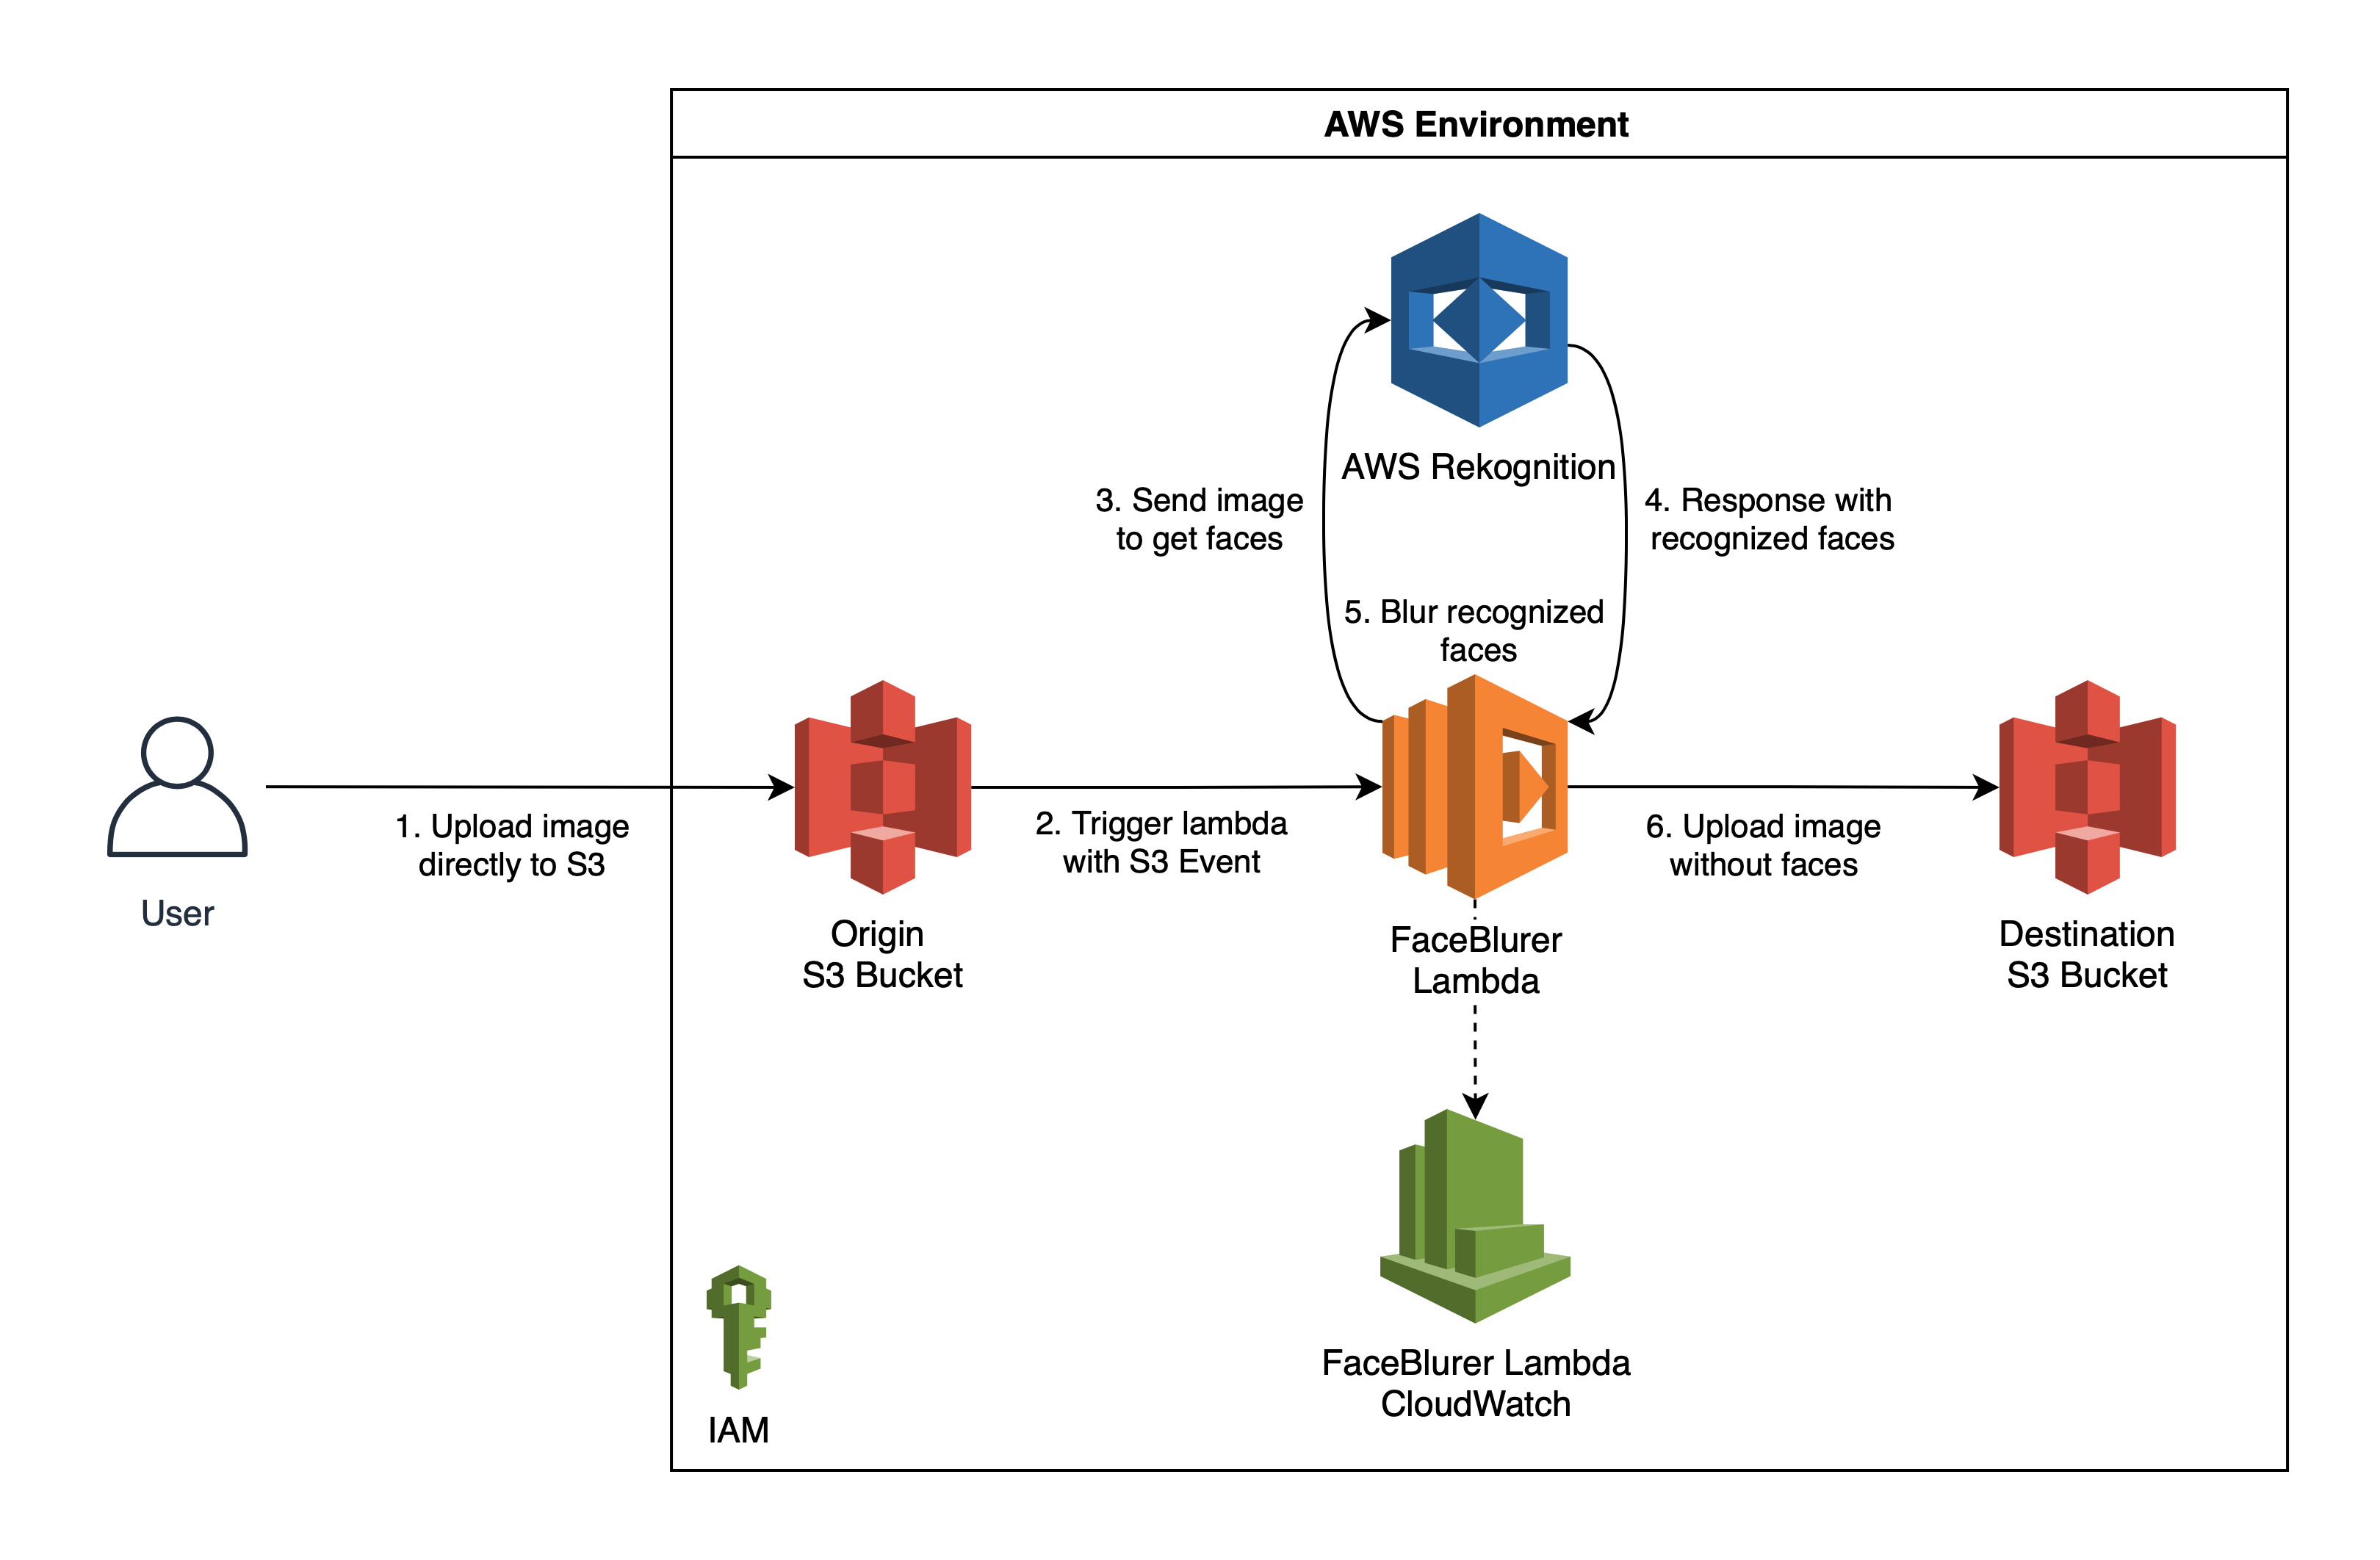 AWS Environment
AWS Rekognition
3. Send image
to get faces
4. Response with
recognized faces
5. Blur recognized
faces
1. Upload image
directly to S3
2. Trigger lambda
with S3 Event
6. Upload image
without faces
User
Origin
S3 Bucket
FaceBlurer
Lambda
Destination
S3 Bucket
FaceBlurer Lambda
CloudWatch
IAM